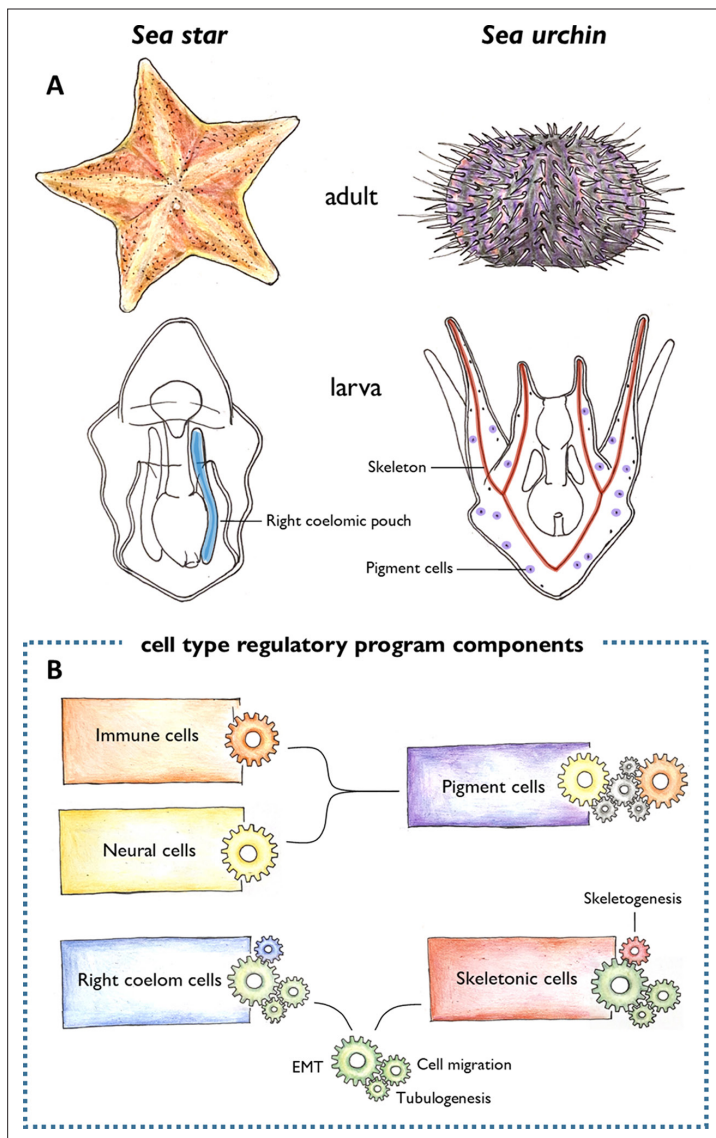 Sea star
Sea urchin
A
adult
larva
Skeleton
Right coelomic pouch
Pigment cells
cell type regulatory program components
B
Immune cells
Pigment cells
Neural cells
Skeletogenesis
Right coelom cells
Skeletonic cells
EMT
Cell migration
Tubulogenesis